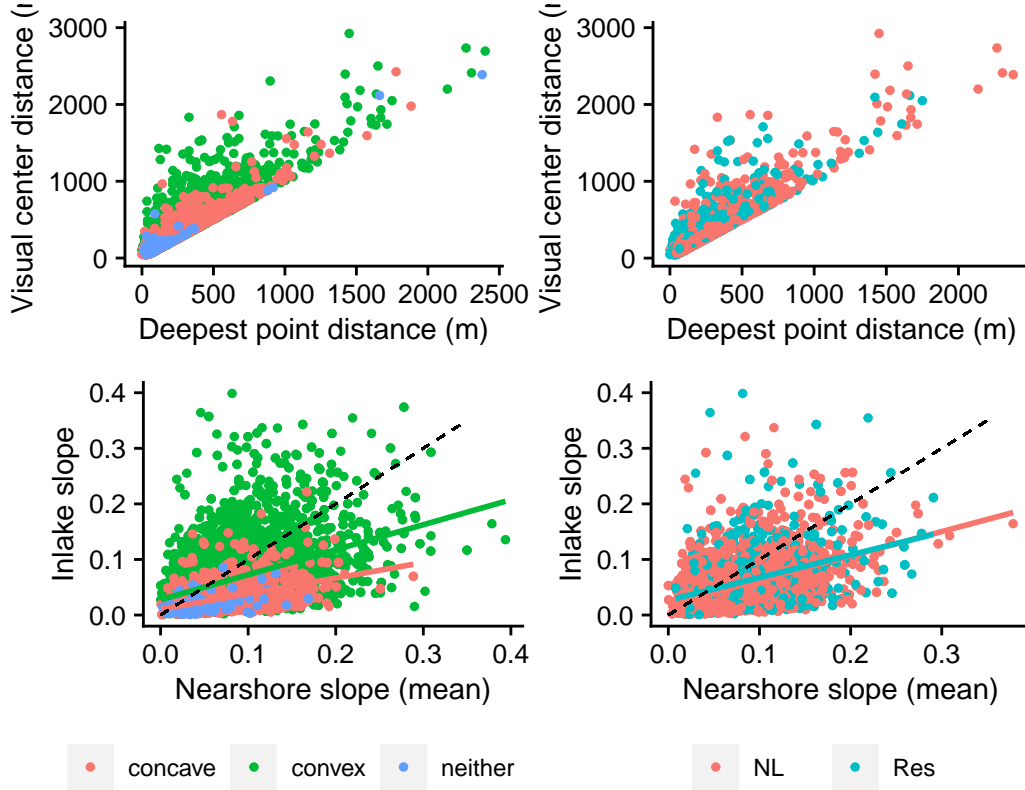 Visual center distance (
3000
2000
1000
0
0 500 1000 1500 2000 2500
Deepest point distance (m)
Visual center distance (
3000
2000
1000
0
0 500 1000 1500 2000
Deepest point distance (m)
Inlake slope
0.4
0.3
0.2
0.1
0.0
0.0 0.1 0.2 0.3 0.4
Nearshore slope (mean)
Inlake slope
0.4
0.3
0.2
0.1
0.0
0.0 0.1 0.2 0.3
Nearshore slope (mean)
concave convex neither
NL Res